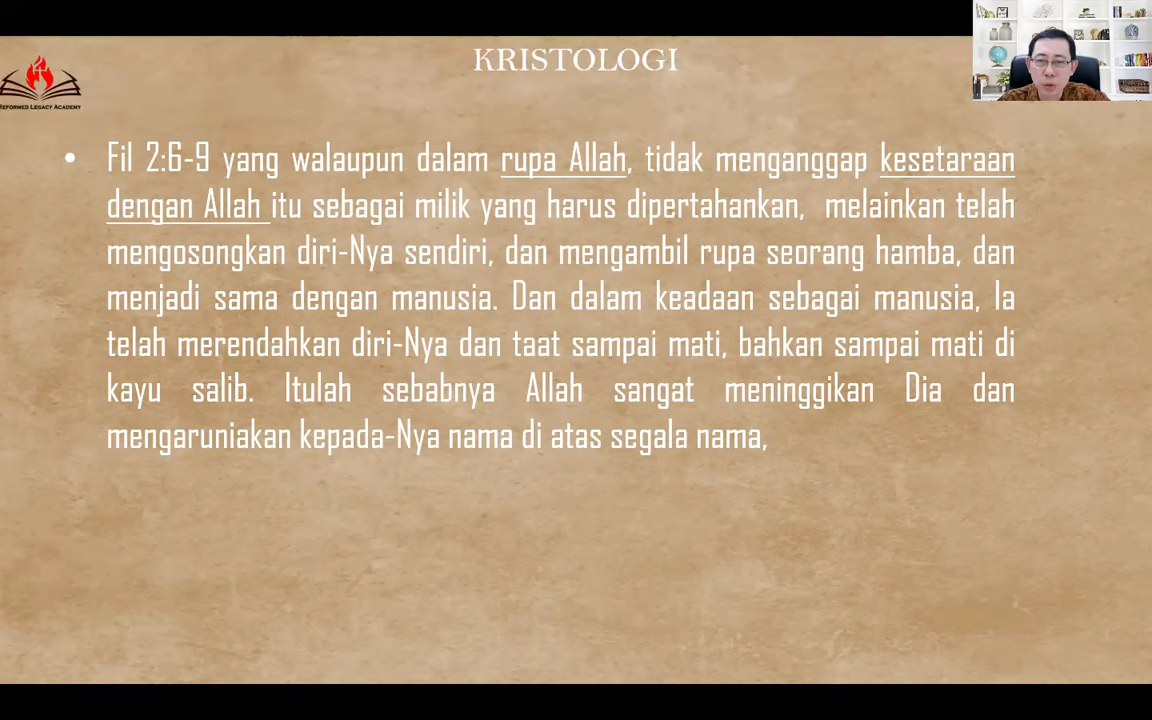 KRISTOLOGI
REFORMED LEGACY ACADEMY
• Fil 2:6-9 yang walaupun dalam rupa Allah, tidak menganggap kesetaraan
dengan Allah itu sebagai milik yang harus dipertahankan, melainkan telah
mengosongkan diri-Nya sendiri, dan mengambil rupa seorang hamba, dan
menjadi sama dengan manusia. Dan dalam keadaan sebagai manusia, Ia
telah merendahkan diri-Nya dan taat sampai mati, bahkan sampai mati di
kayu salib. Itulah sebabnya Allah sangat meninggikan Dia dan
mengaruniakan kepada-Nya nama di atas segala nama,